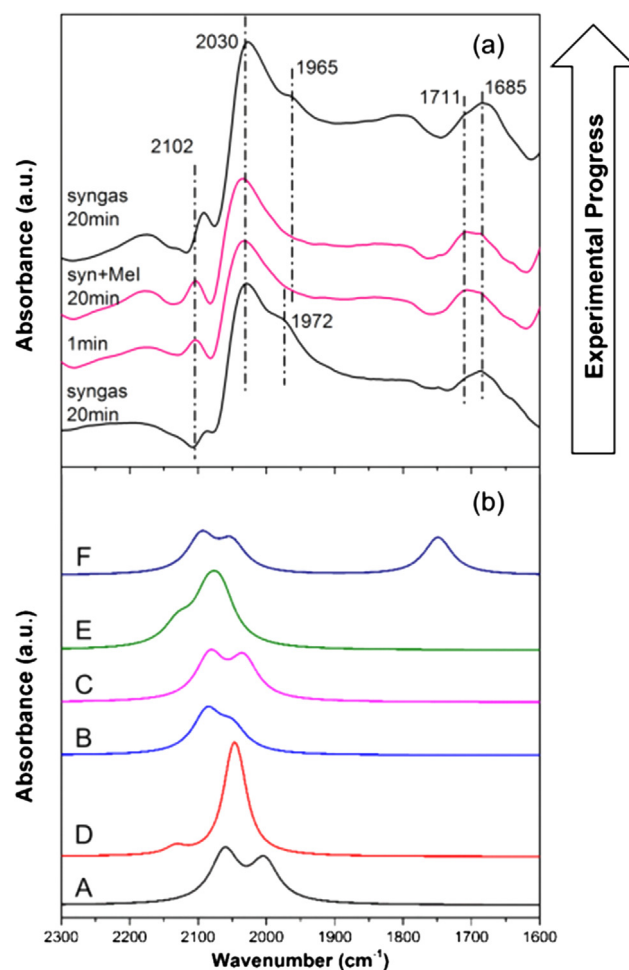 (a)
2030
1965
1711
1685
2102
syngas
20min
syn+MeI
20min
1972
1min
syngas
20min
Absorbance (a.u.)
Experimental Progress
(b)
F
E
C
B
D
A
Absorbance (a.u.)
2300 2200 2100 2000 1900 1800 1700 1600
Wavenumber (cm⁻¹)